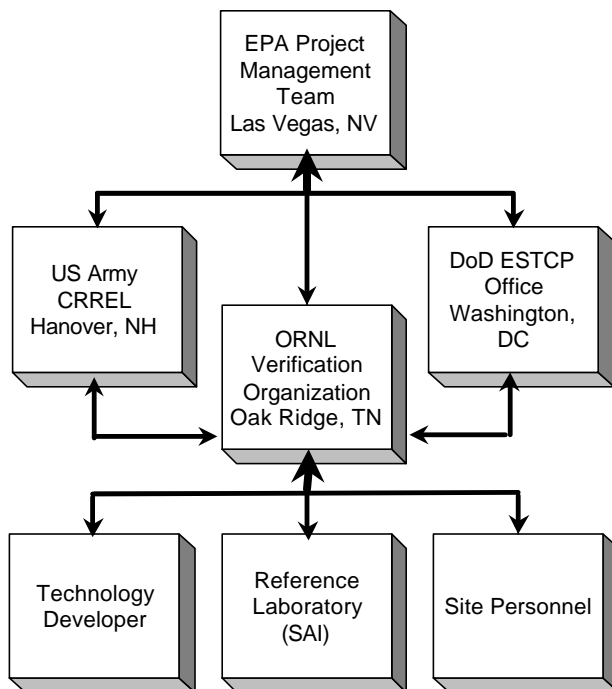 EPA Project
Management
Team
Las Vegas, NV
US Army
CRREL
Hanover, NH
DoD ESTCP
Office
Washington,
DC
ORNL
Verification
Organization
Oak Ridge, TN
Technology
Developer
Reference
Laboratory
(SAI)
Site Personnel